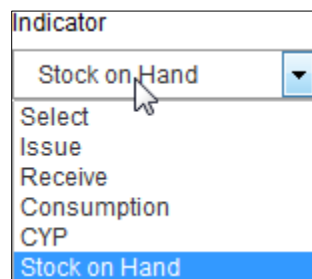 Indicator
Stock on Hand
Select
Issue
Receive
Consumption
CYP
Stock on Hand